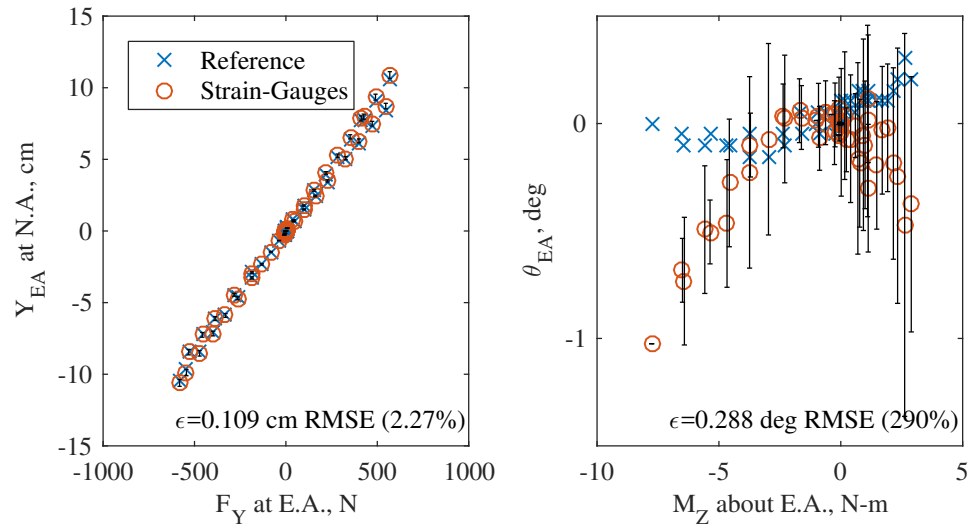 15
10
5
0
-5
-10
-15
Y_EA at N.A., cm
Reference
Strain-Gauges
ϵ=0.109 cm RMSE (2.27%)
-1000
-500
0
500
1000
F_Y at E.A., N
0
-1
θ_EA, deg
ϵ=0.288 deg RMSE (290%)
-10
-5
0
5
M_Z about E.A., N-m